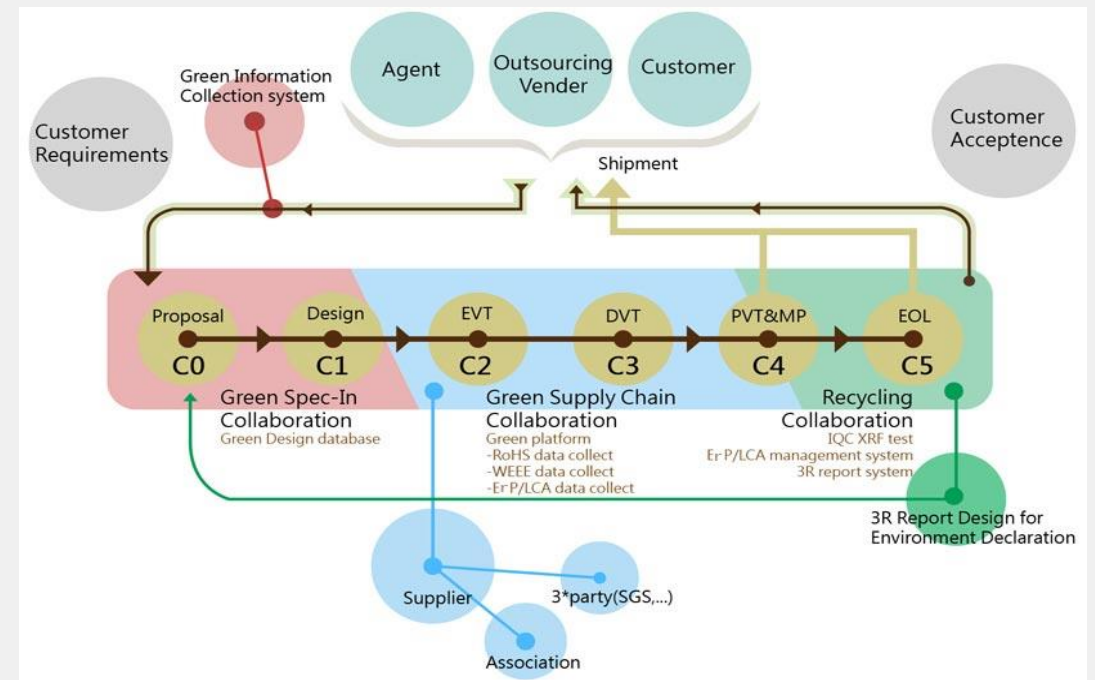 Agent
Outsourcing
Vender
Customer
Green Information
Collection system
Customer
Requirements
Customer
Acceptence
Shipment
Proposal
C0
Design
C1
EVT
C2
DVT
C3
PVT&MP
C4
EOL
C5
Green Spec-In
Collaboration
Green Design database
Green Supply Chain
Collaboration
Green platform
-RoHS data collect
-WEEE data collect
-ErP/LCA data collect
Recycling
Collaboration
IQC XRF test
ErP/LCA management system
3R report system
3R Report Design for
Environment Declaration
Supplier
3*party(SGS,...)
Association